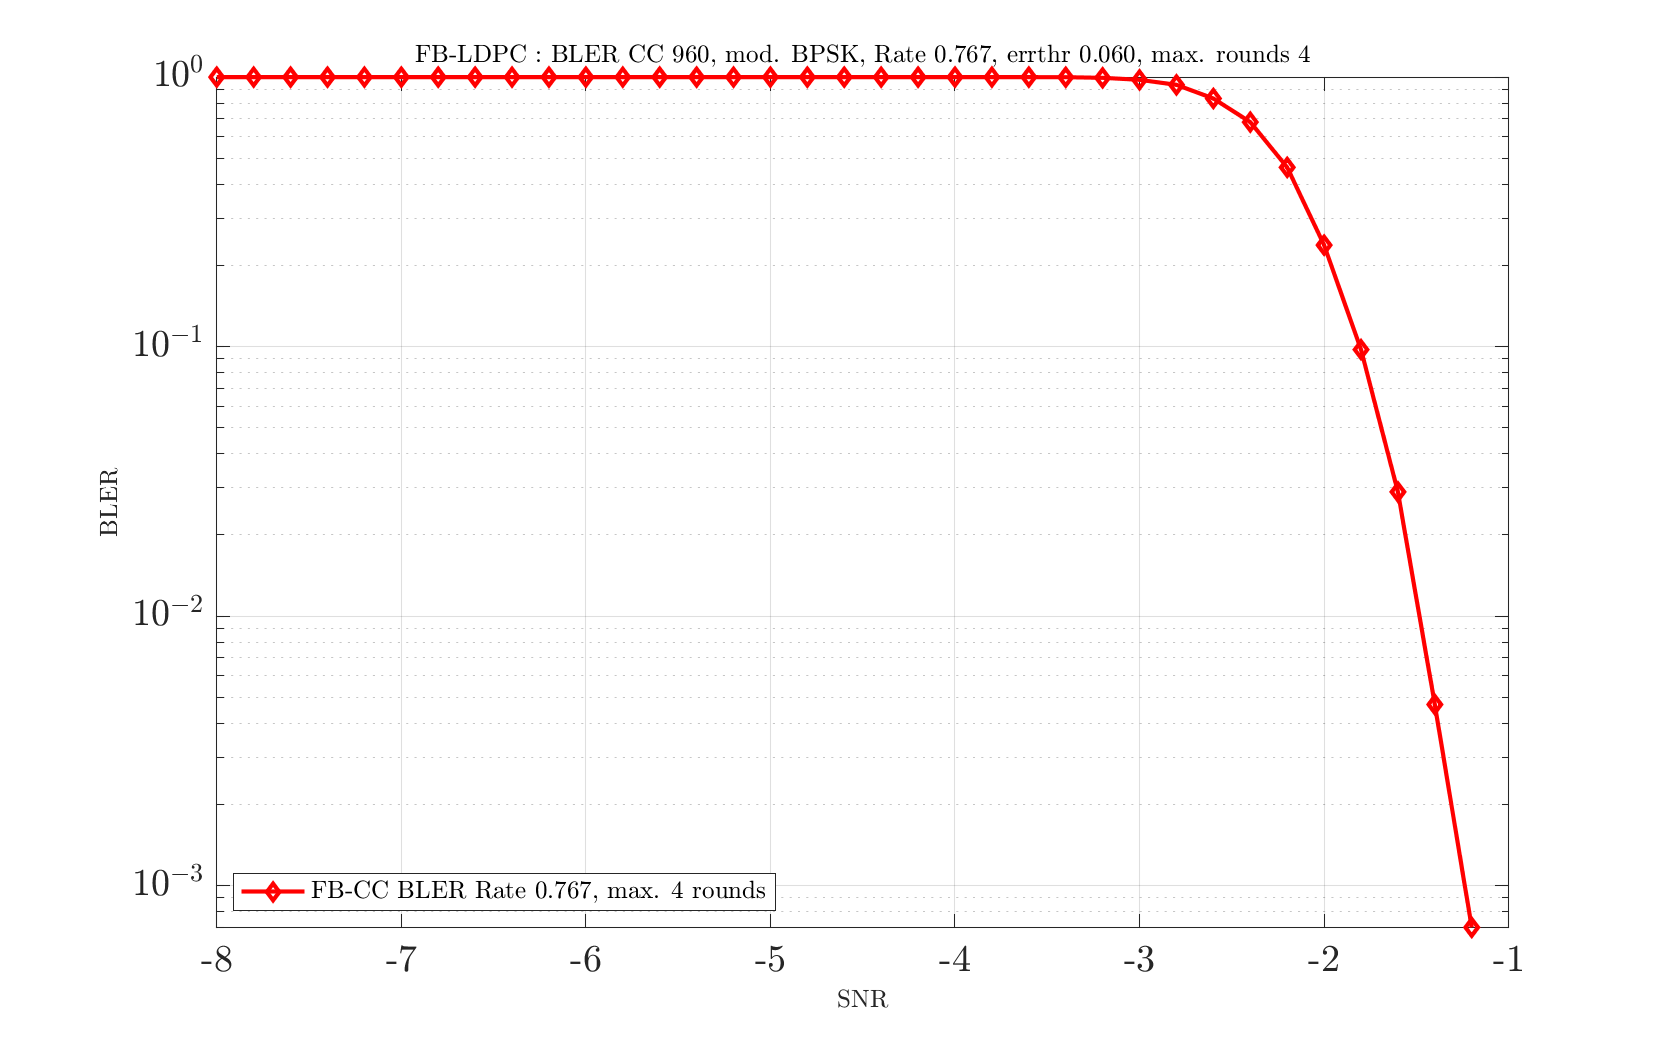 FB-LDPC : BLER CC 960, mod. BPSK, Rate 0.767, errthr 0.060, max. rounds 4
10^0
10^-1
10^-2
10^-3
BLER
FB-CC BLER Rate 0.767, max. 4 rounds
-8 -7 -6 -5 -4 -3 -2 -1
SNR